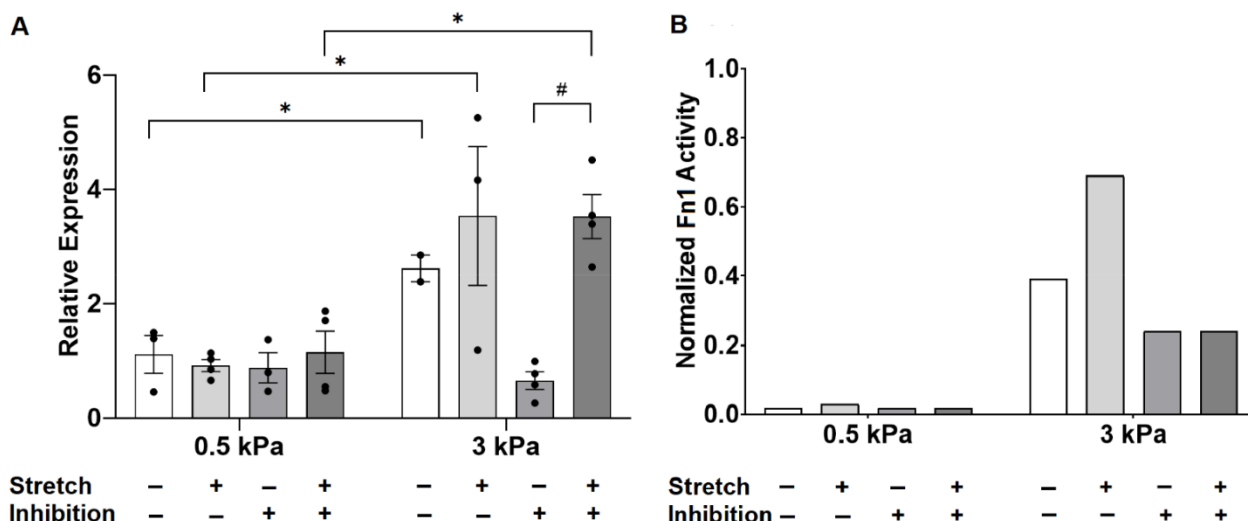 A
B
*
*
*
#
Relative Expression
6
4
2
0
0.5 kPa
3 kPa
Stretch – + – + – + – +
Inhibition – – + + – – + +
Normalized Fn1 Activity
1.0
0.8
0.6
0.4
0.2
0.0
0.5 kPa
3 kPa
Stretch – + – + – + – +
Inhibition – – + + – – + +